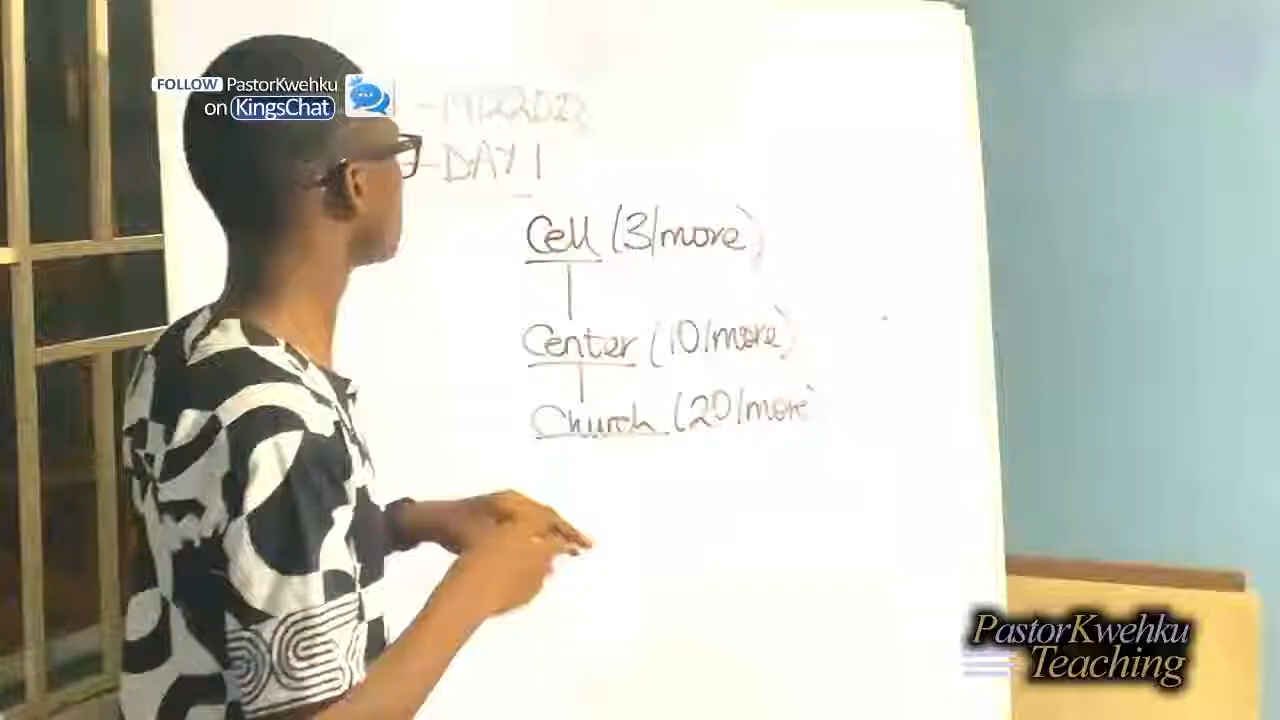 FOLLOW PastorKwehku
on KingsChat
-DAY 1
Cell (3/more)
Center (10/more)
Church (20/more)
PastorKwehku
Teaching